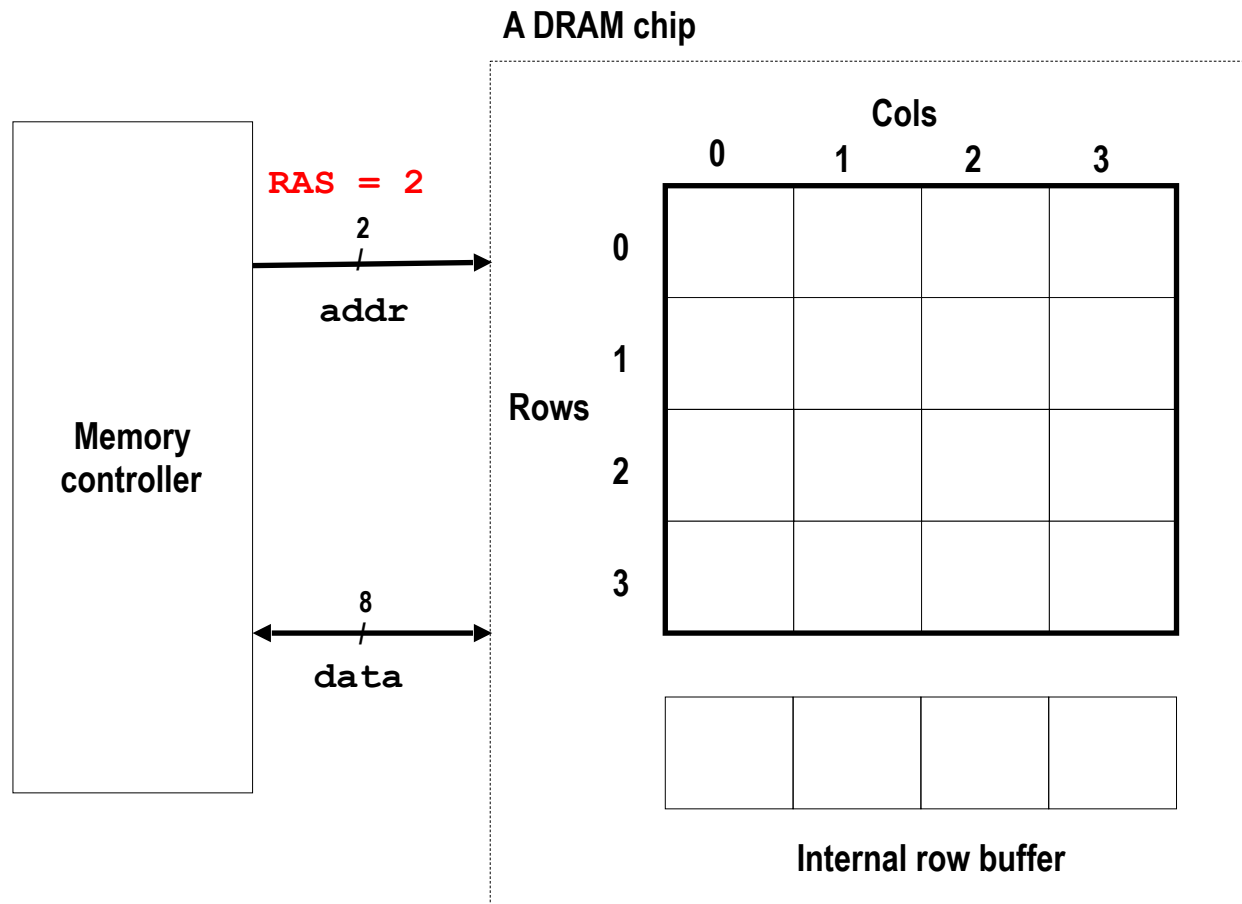 A DRAM chip
Cols
0 1 2 3
RAS = 2
2
addr
0
1
Rows
2
3
Memory
controller
8
data
Internal row buffer